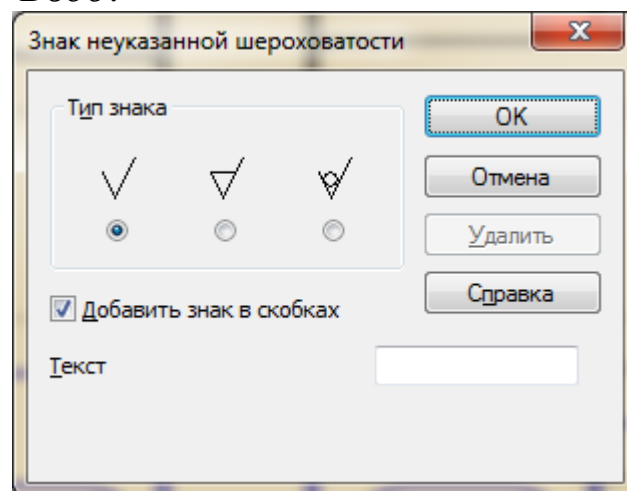 Знак неуказанной шероховатости
Тип знака
OK
Отмена
Удалить
Добавить знак в скобках
Справка
Текст